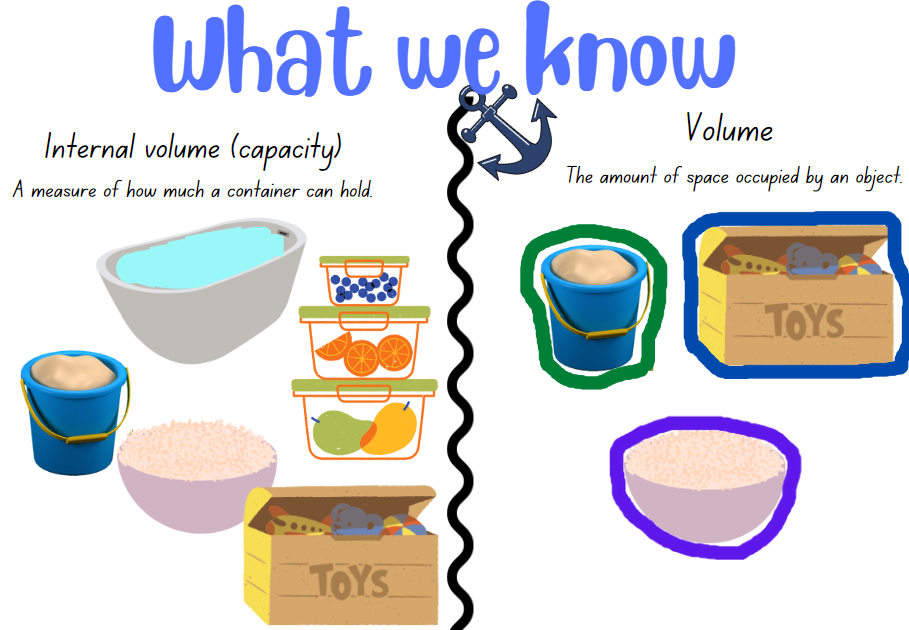 What we know
Internal volume (capacity)
A measure of how much a container can hold.
TOYS
Volume
The amount of space occupied by an object.
TOYS